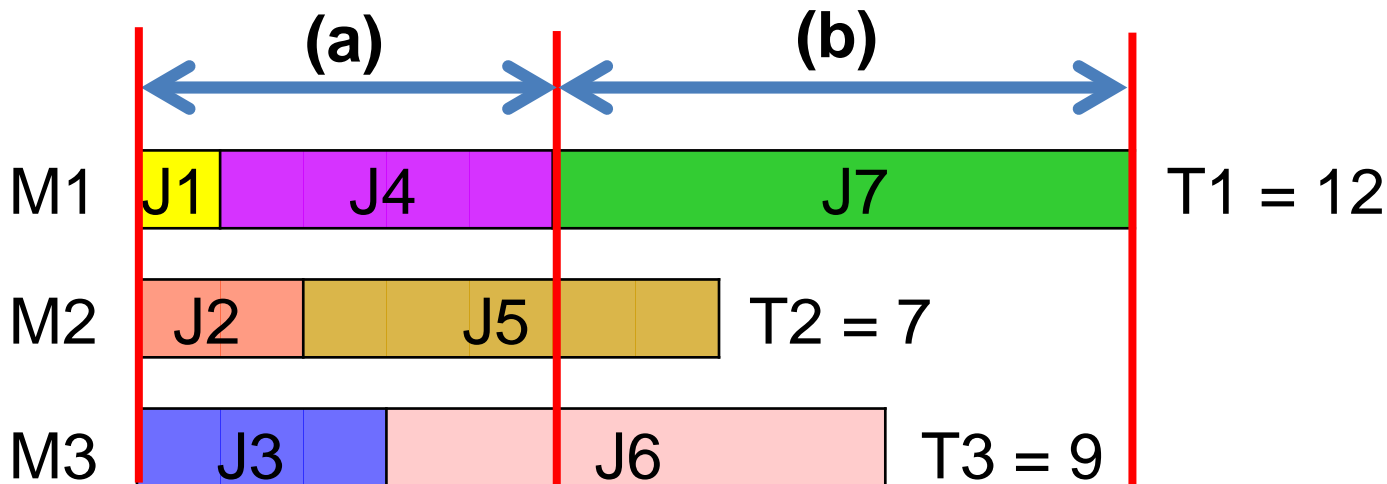 (a) (b)
M1 J1 J4 J7 T1 = 12
M2 J2 J5 T2 = 7
M3 J3 J6 T3 = 9